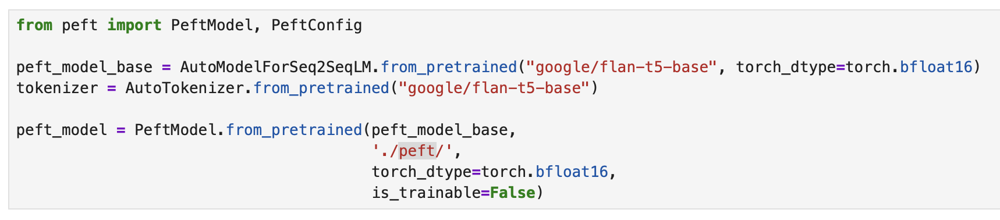 from peft import PeftModel, PeftConfig
peft_model_base = AutoModelForSeq2SeqLM.from_pretrained("google/flan-t5-base", torch_dtype=torch.bfloat16)
tokenizer = AutoTokenizer.from_pretrained("google/flan-t5-base")
peft_model = PeftModel.from_pretrained(peft_model_base,
'./peft/',
torch_dtype=torch.bfloat16,
is_trainable=False)